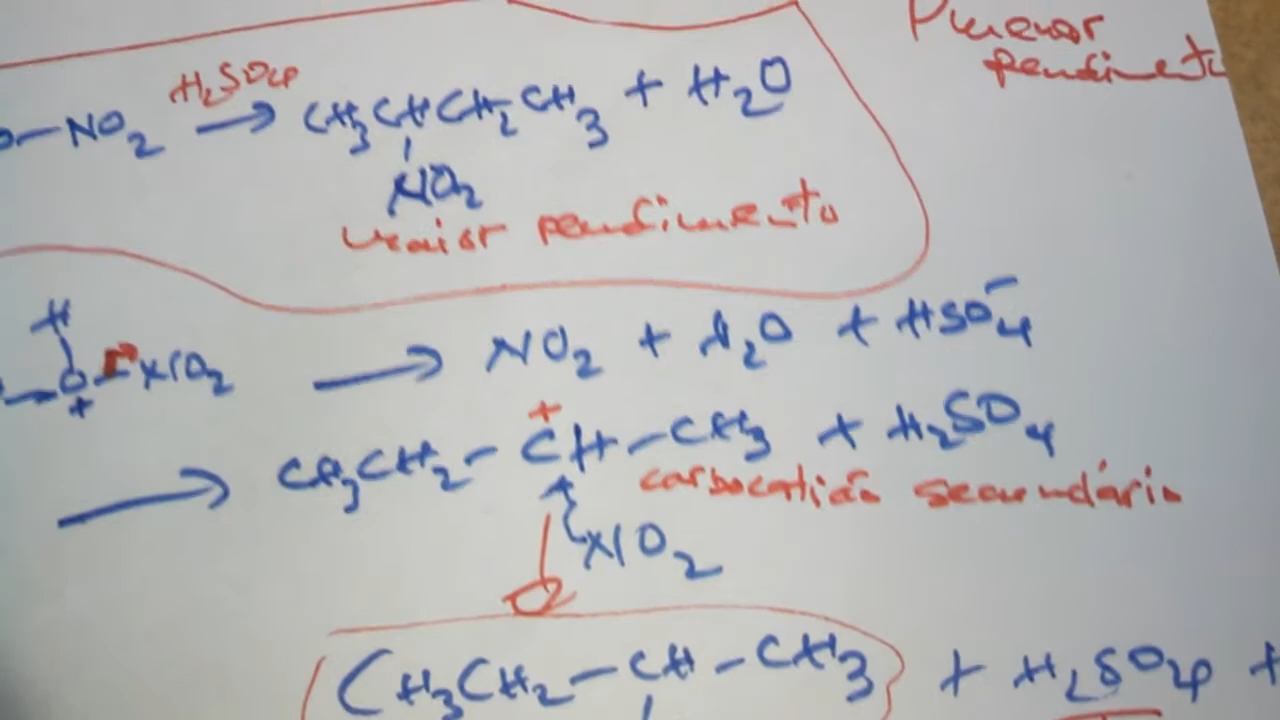 menor
rendimento
H₂SO₄
O—NO₂ → CH₃CHCH₂CH₃ + H₂O
NO₂
maior rendimento
H
O—NO₂ → NO₂ + H₂O + HSO₄⁻
+
+
→ CH₃CH₂—CH—CH₃ + H₂SO₄
carbocatião secundário
NO₂
CH₃CH₂—CH—CH₃ + H₂SO₄ +